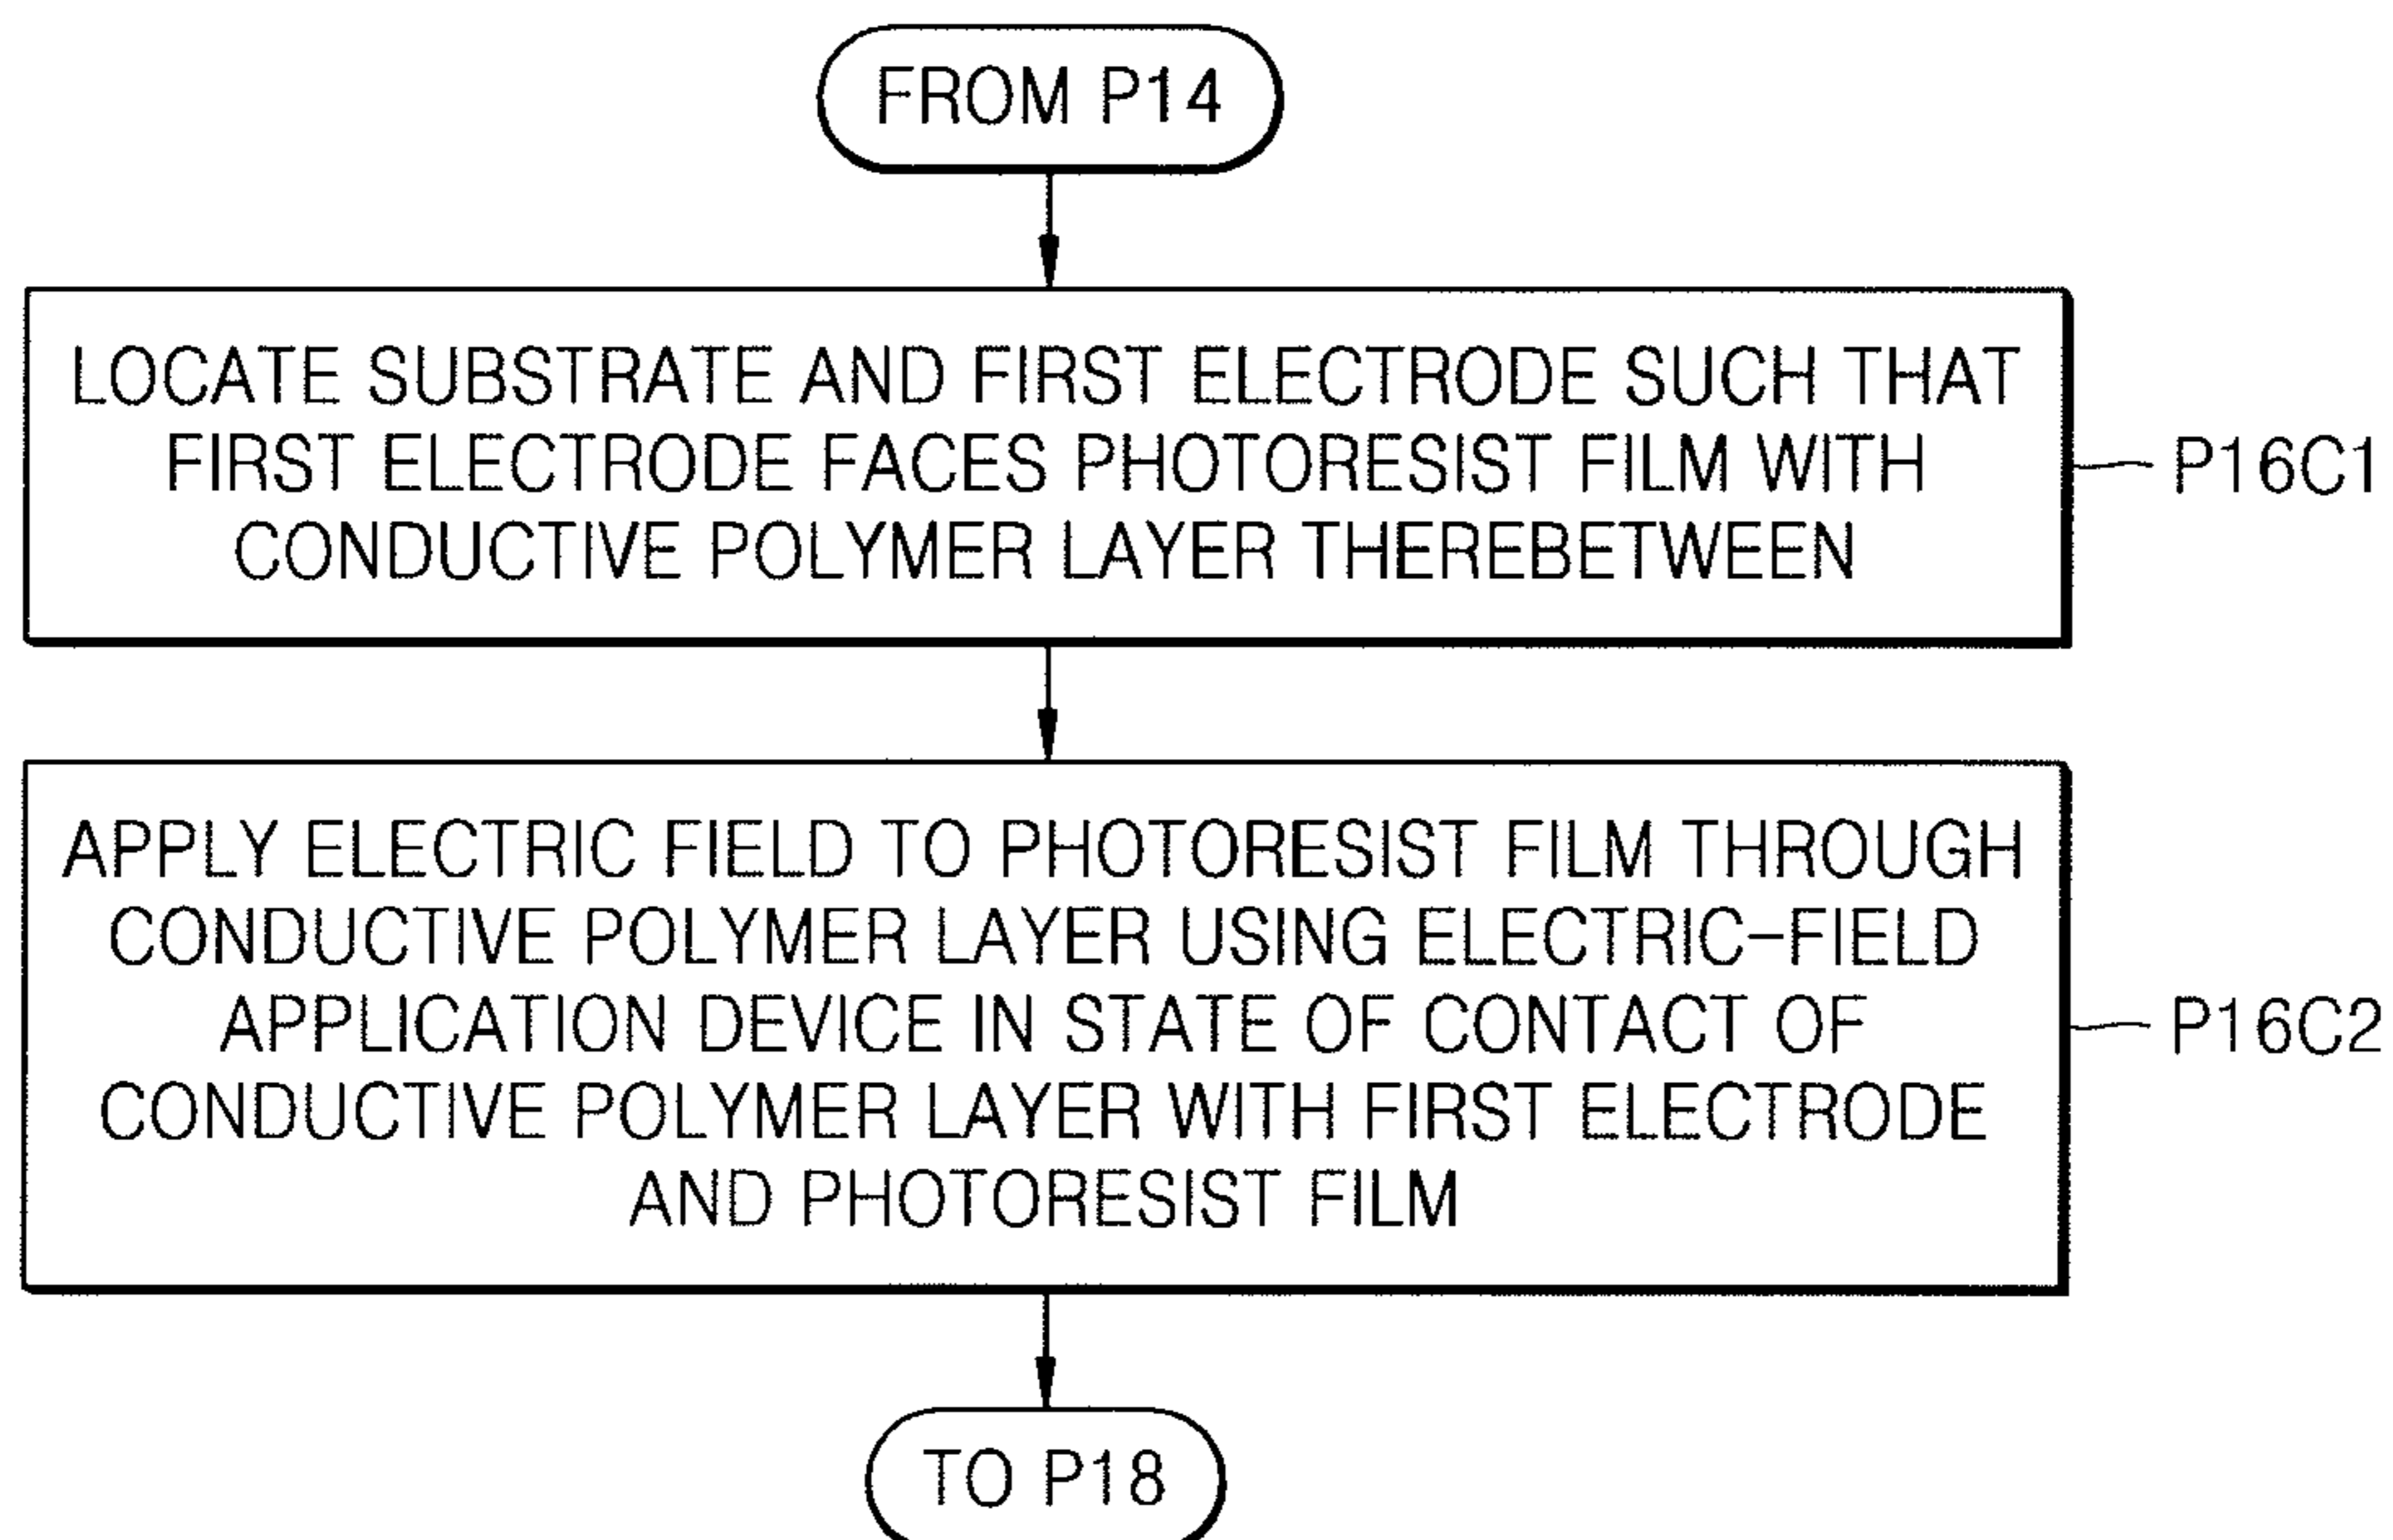 FROM P14
LOCATE SUBSTRATE AND FIRST ELECTRODE SUCH THAT
FIRST ELECTRODE FACES PHOTORESIST FILM WITH
CONDUCTIVE POLYMER LAYER THEREBETWEEN
P16C1
APPLY ELECTRIC FIELD TO PHOTORESIST FILM THROUGH
CONDUCTIVE POLYMER LAYER USING ELECTRIC-FIELD
APPLICATION DEVICE IN STATE OF CONTACT OF
CONDUCTIVE POLYMER LAYER WITH FIRST ELECTRODE
AND PHOTORESIST FILM
P16C2
TO P18